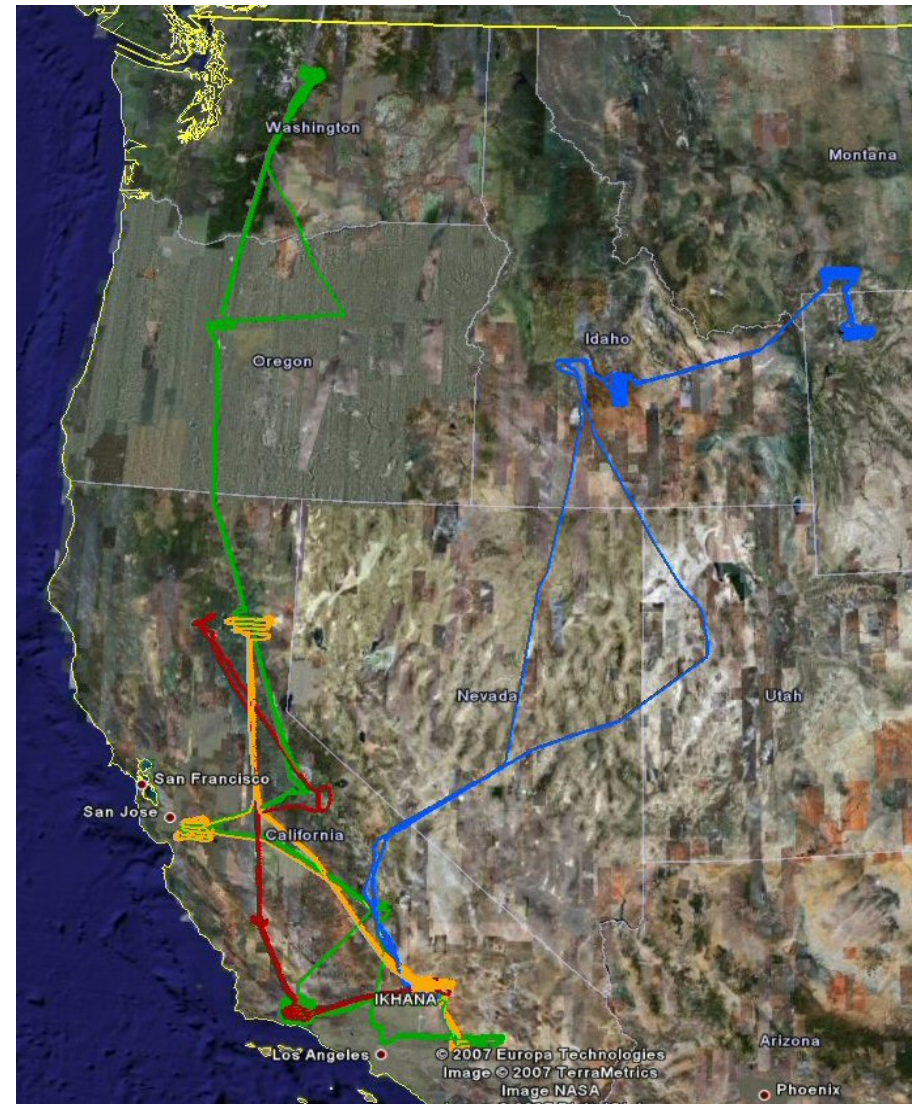 Washington
Montana
Idaho
Oregon
Nevada
Utah
San Francisco
San Jose
California
IKHANA
Los Angeles
Arizona
© 2007 Europa Technologies
Image © 2007 TerraMetrics
Image NASA
Phoenix